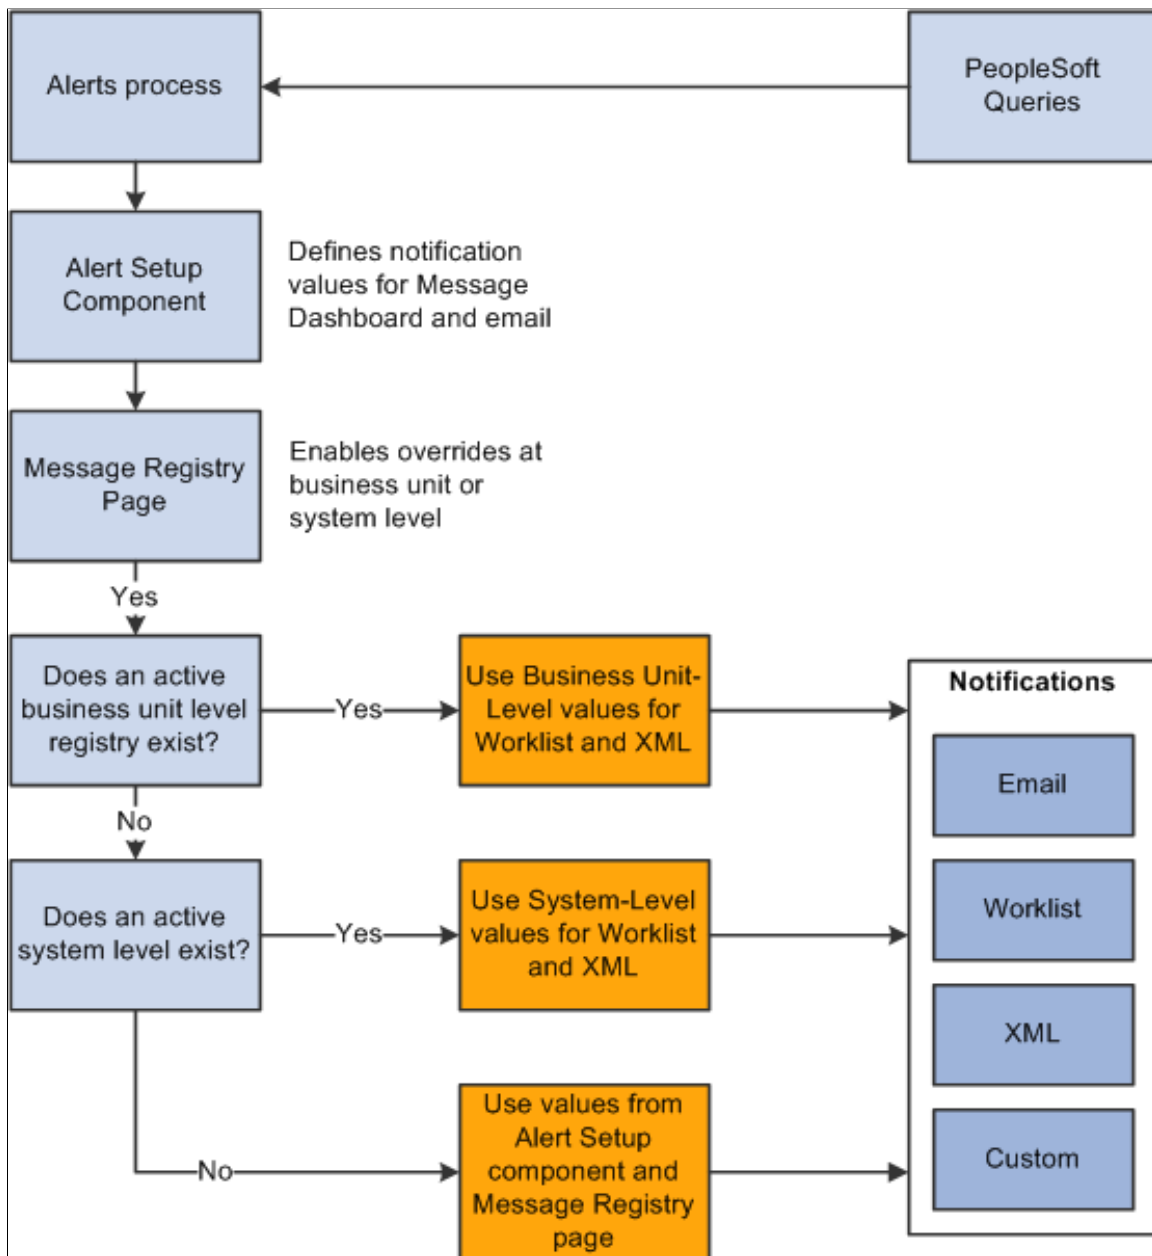 Alerts process
PeopleSoft
Queries
Alert Setup
Component
Defines notification
values for Message
Dashboard and email
Message Registry
Page
Enables overrides at
business unit or
system level
Yes
Does an active
business unit level
registry exist?
Yes
Use Business Unit-
Level values for
Worklist and XML
Notifications
Email
No
Does an active
system level exist?
Yes
Use System-Level
values for Worklist
and XML
Worklist
XML
No
Use values from
Alert Setup
component and
Message Registry
page
Custom